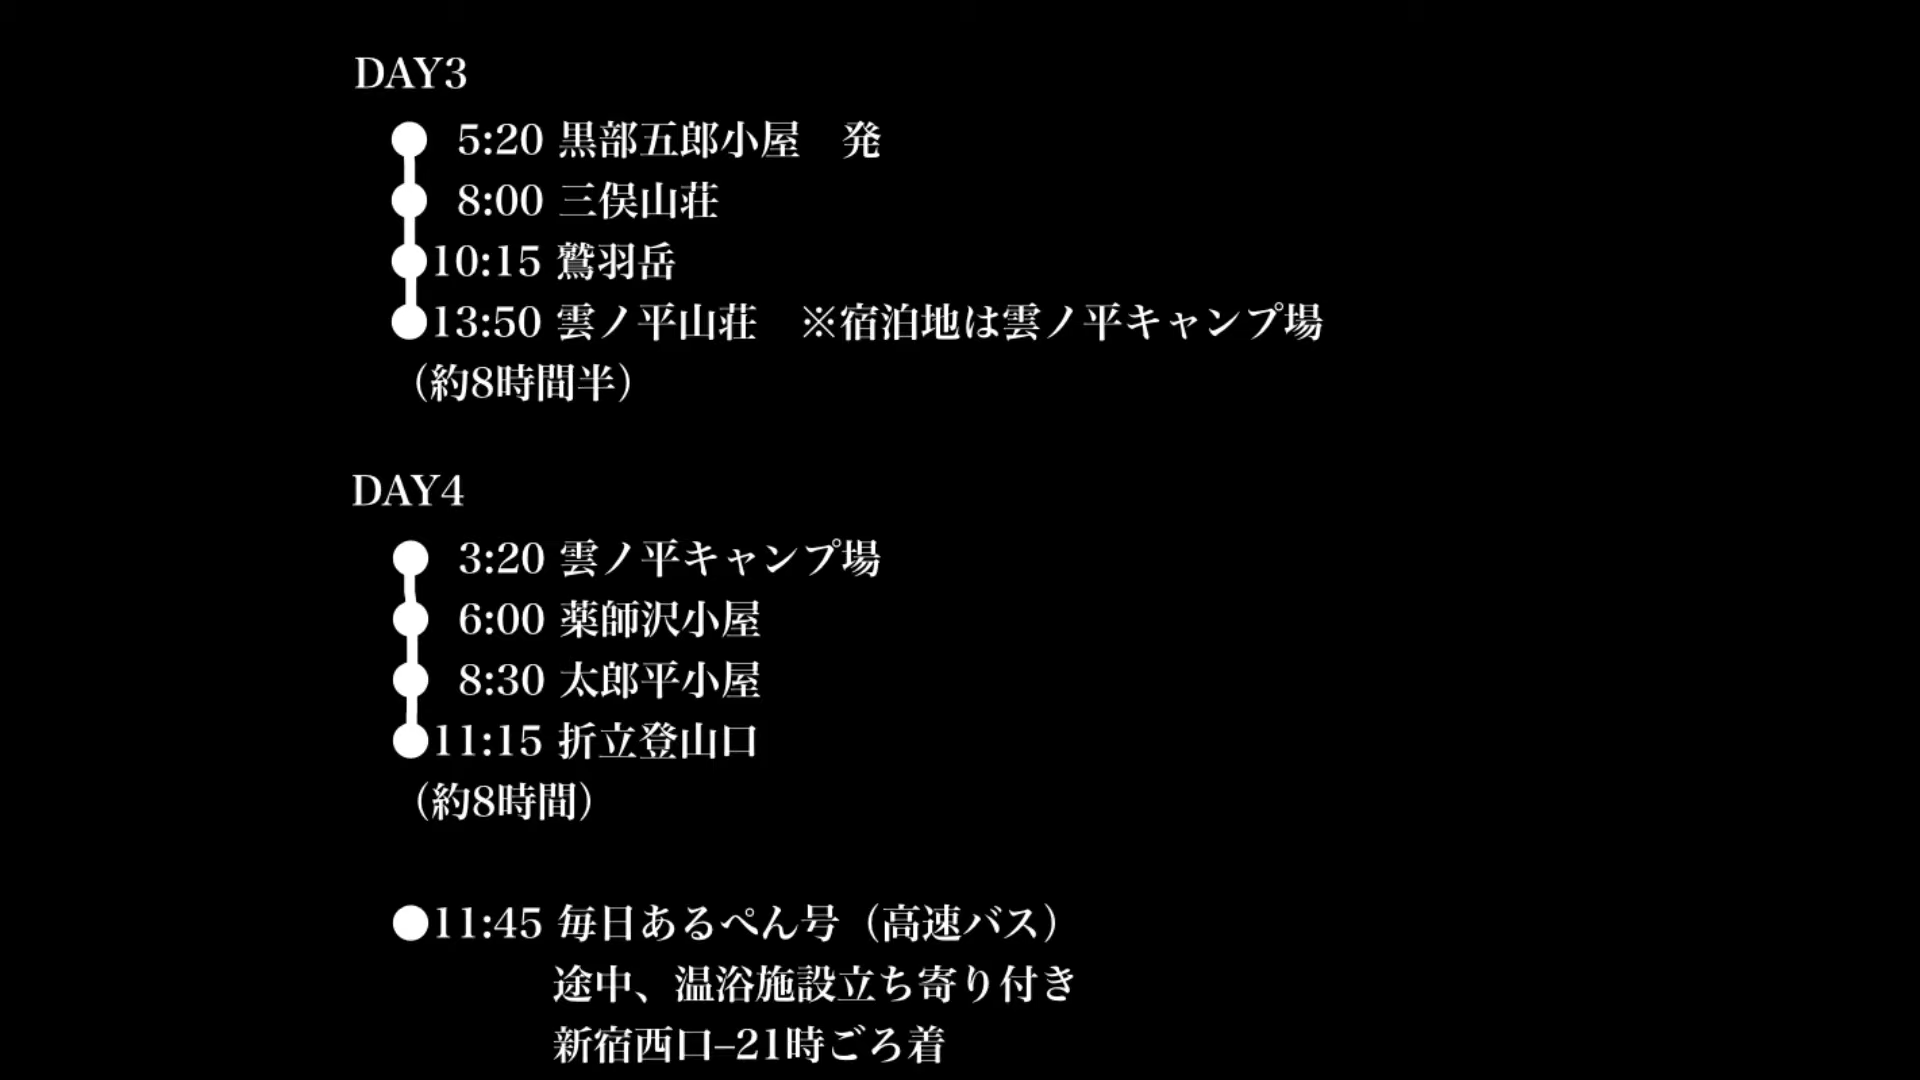 DAY3
5:20 黒部五郎小屋　発
8:00 三俣山荘
10:15 鷲羽岳
13:50 雲ノ平山荘　※宿泊地は雲ノ平キャンプ場
（約8時間半）
DAY4
3:20 雲ノ平キャンプ場
6:00 薬師沢小屋
8:30 太郎平小屋
11:15 折立登山口
（約8時間）
11:45 毎日あるぺん号（高速バス）
途中、温浴施設立ち寄り付き
新宿西口–21時ごろ着